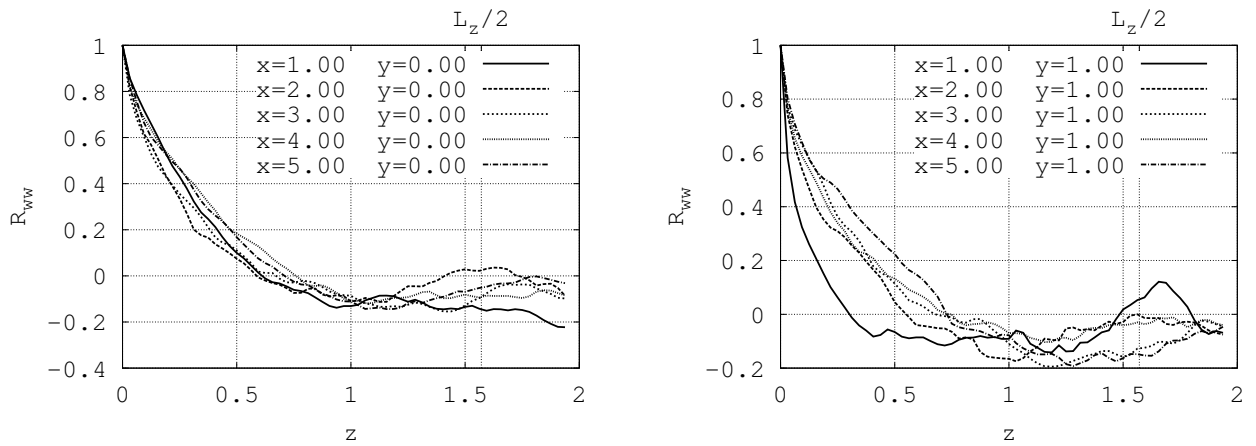 L_z/2
R_ww
1
0.8
0.6
0.4
0.2
0
−0.2
−0.4
x=1.00 y=0.00
x=2.00 y=0.00
x=3.00 y=0.00
x=4.00 y=0.00
x=5.00 y=0.00
0 0.5 1 1.5 2
z
L_z/2
R_ww
1
0.8
0.6
0.4
0.2
0
−0.2
x=1.00 y=1.00
x=2.00 y=1.00
x=3.00 y=1.00
x=4.00 y=1.00
x=5.00 y=1.00
0 0.5 1 1.5 2
z